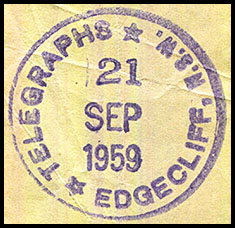 TELEGRAPHS
21
SEP
1959
EDGECLIFF, N.S.W.